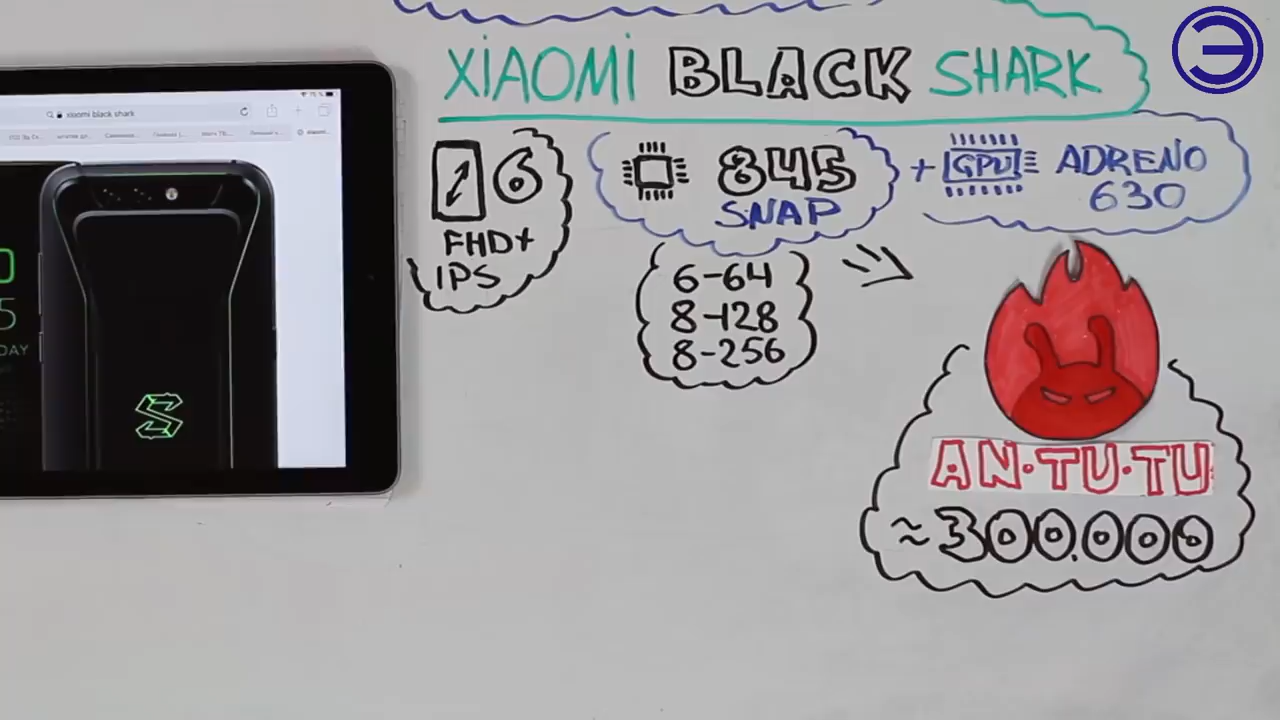 XIAOMI BLACK SHARK
xiaomi black shark
6
FHD+
IPS
845
SNAP
+ GPU ADRENO
630
6-64
8-128
8-256
AN·TU·TU
≈300.000
Э